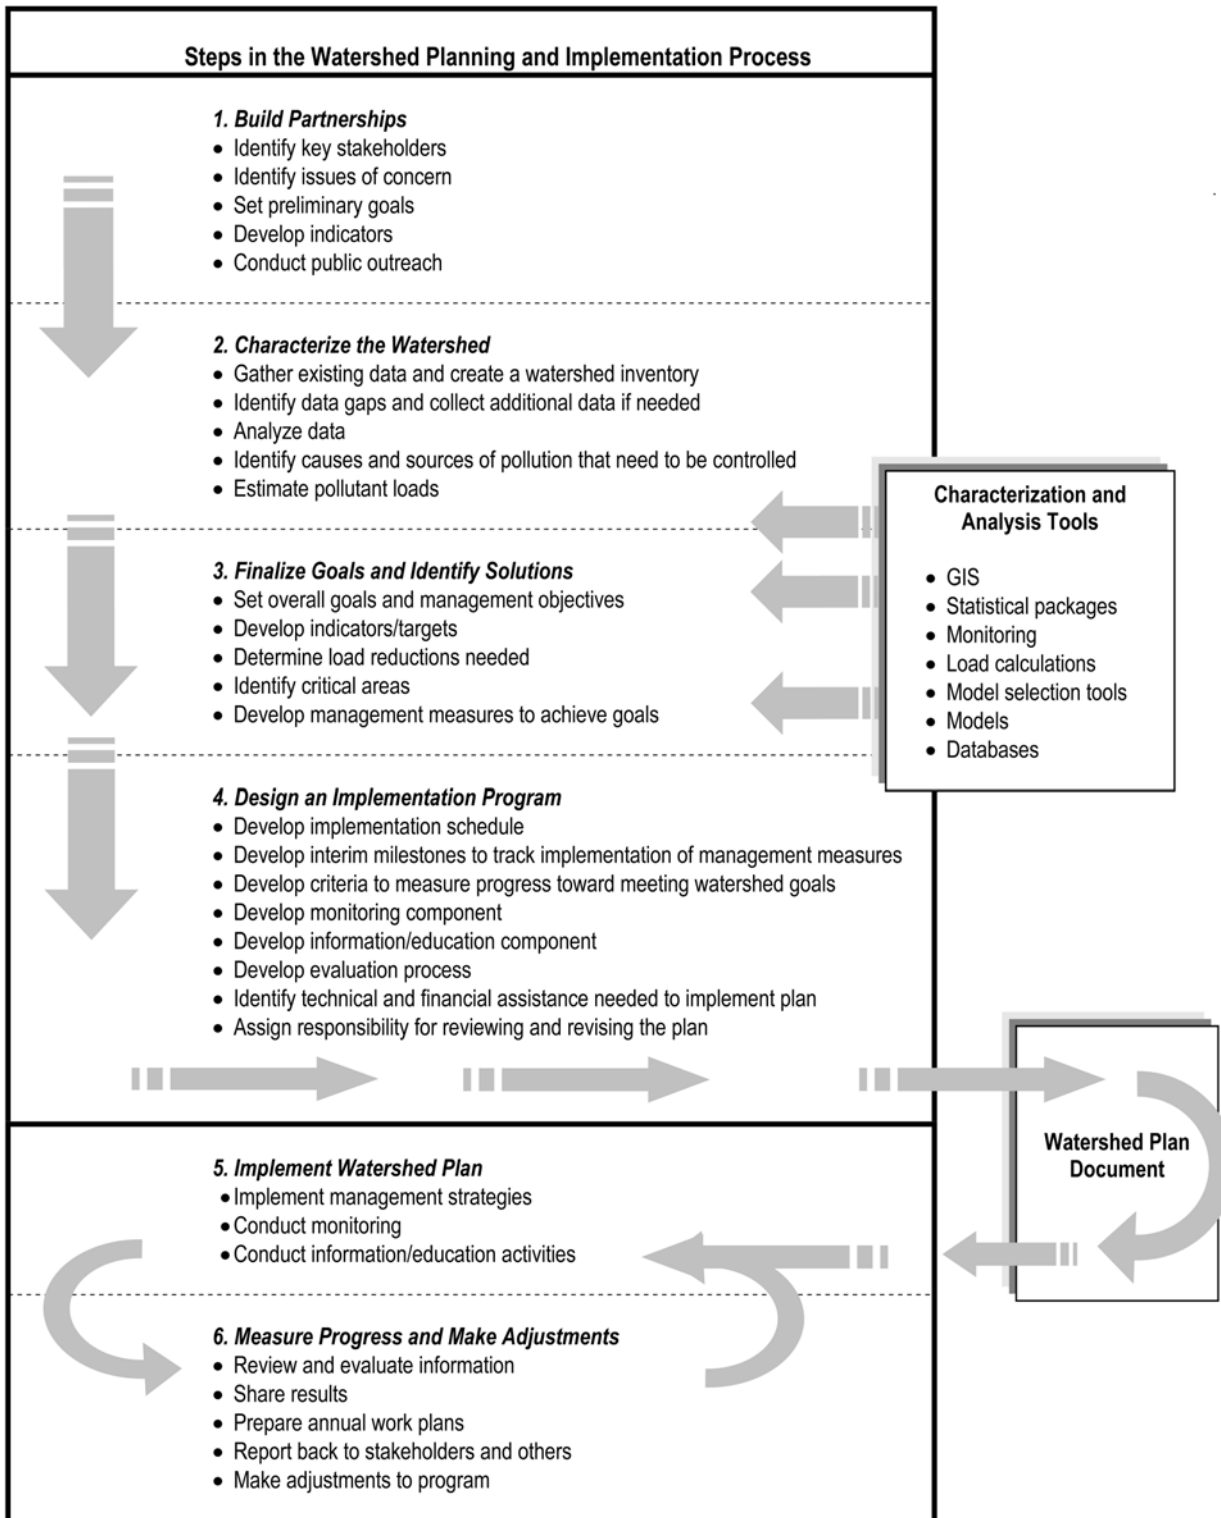 Steps in the Watershed Planning and Implementation Process
1. Build Partnerships
• Identify key stakeholders
• Identify issues of concern
• Set preliminary goals
• Develop indicators
• Conduct public outreach
2. Characterize the Watershed
• Gather existing data and create a watershed inventory
• Identify data gaps and collect additional data if needed
• Analyze data
• Identify causes and sources of pollution that need to be controlled
• Estimate pollutant loads
3. Finalize Goals and Identify Solutions
• Set overall goals and management objectives
• Develop indicators/targets
• Determine load reductions needed
• Identify critical areas
• Develop management measures to achieve goals
Characterization and
Analysis Tools
• GIS
• Statistical packages
• Monitoring
• Load calculations
• Model selection tools
• Models
• Databases
4. Design an Implementation Program
• Develop implementation schedule
• Develop interim milestones to track implementation of management measures
• Develop criteria to measure progress toward meeting watershed goals
• Develop monitoring component
• Develop information/education component
• Develop evaluation process
• Identify technical and financial assistance needed to implement plan
• Assign responsibility for reviewing and revising the plan
Watershed Plan
Document
5. Implement Watershed Plan
• Implement management strategies
• Conduct monitoring
• Conduct information/education activities
6. Measure Progress and Make Adjustments
• Review and evaluate information
• Share results
• Prepare annual work plans
• Report back to stakeholders and others
• Make adjustments to program